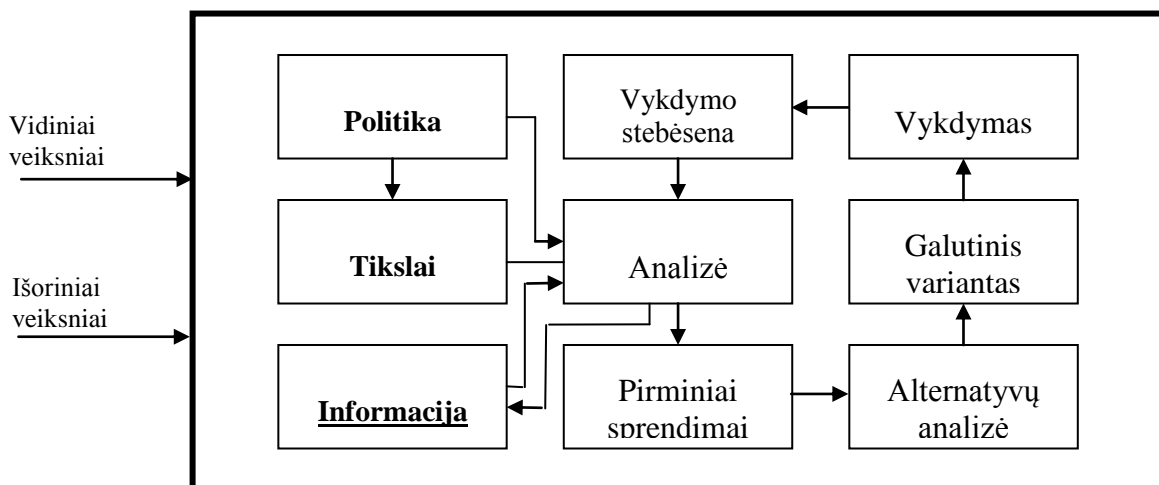 Vidiniai
veiksniai
Išoriniai
veiksniai
Politika
Vykdymo
stebėsena
Vykdymas
Tikslai
Analizė
Galutinis
variantas
Informacija
Pirminiai
sprendimai
Alternatyvų
analizė